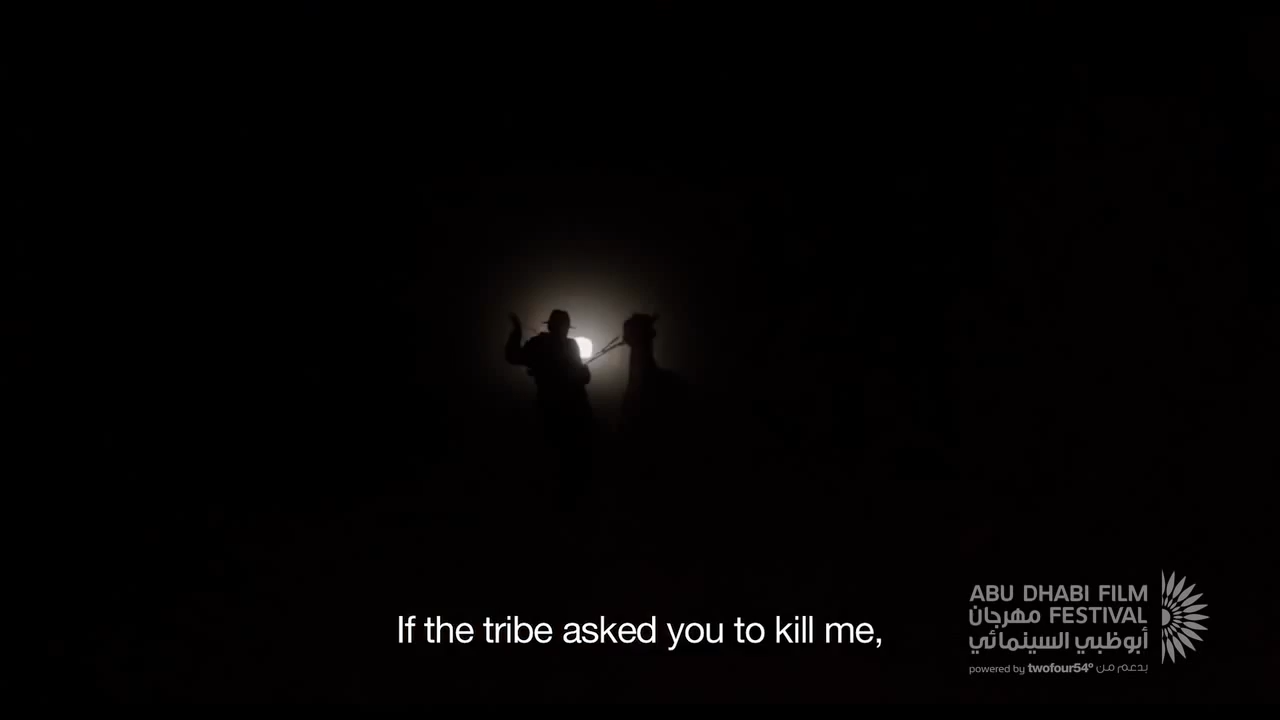 If the tribe asked you to kill me,
ABU DHABI FILM
مهرجان FESTIVAL
أبوظبي السينمائي
powered by twofour54° بدعم من